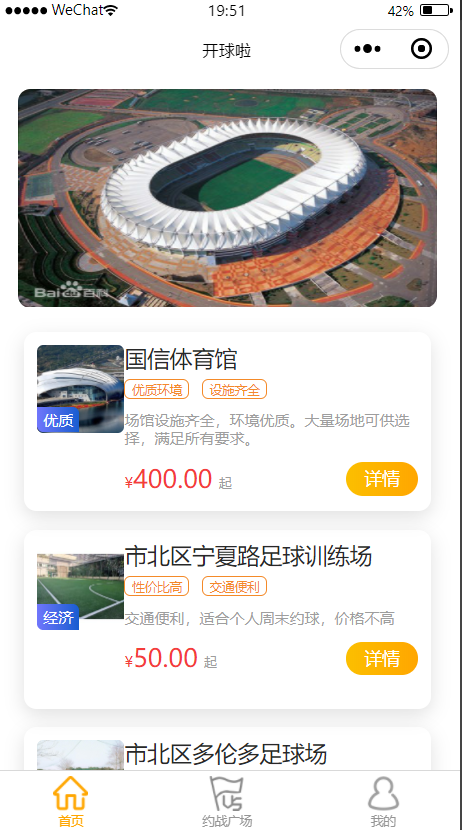 WeChat 19:51 42%
开球啦
Bai百科
国信体育馆
优质环境 设施齐全
优质
场馆设施齐全，环境优质。大量场地可供选
择，满足所有要求。
¥400.00 起 详情
市北区宁夏路足球训练场
性价比高 交通便利
经济
交通便利，适合个人周末约球，价格不高
¥50.00 起 详情
市北区多伦多足球场
首页 约战广场 我的
VS